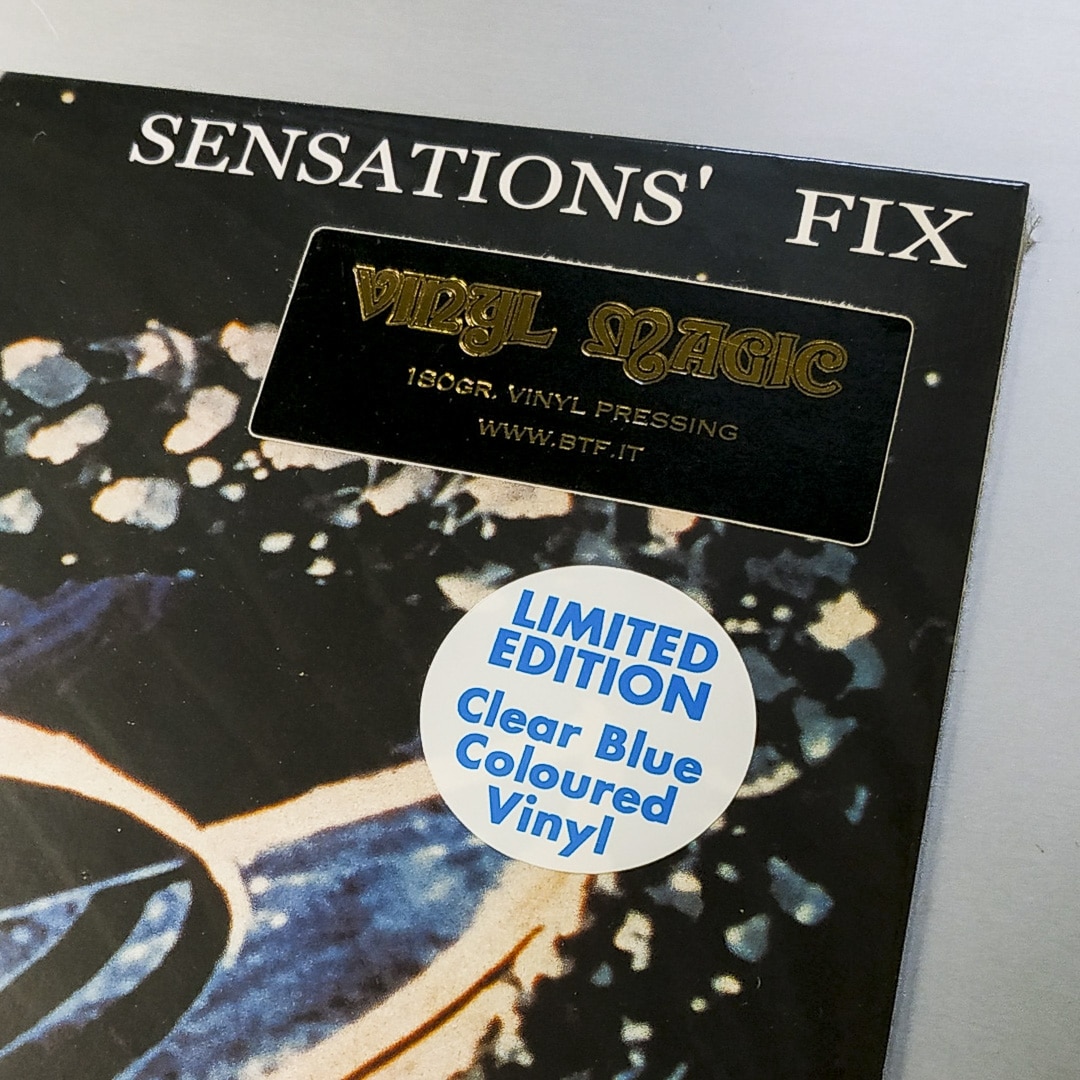 SENSATIONS' FIX
VINYL MAGIC
180GR. VINYL PRESSING
WWW.BTF.IT
LIMITED
EDITION
Clear Blue
Coloured
Vinyl